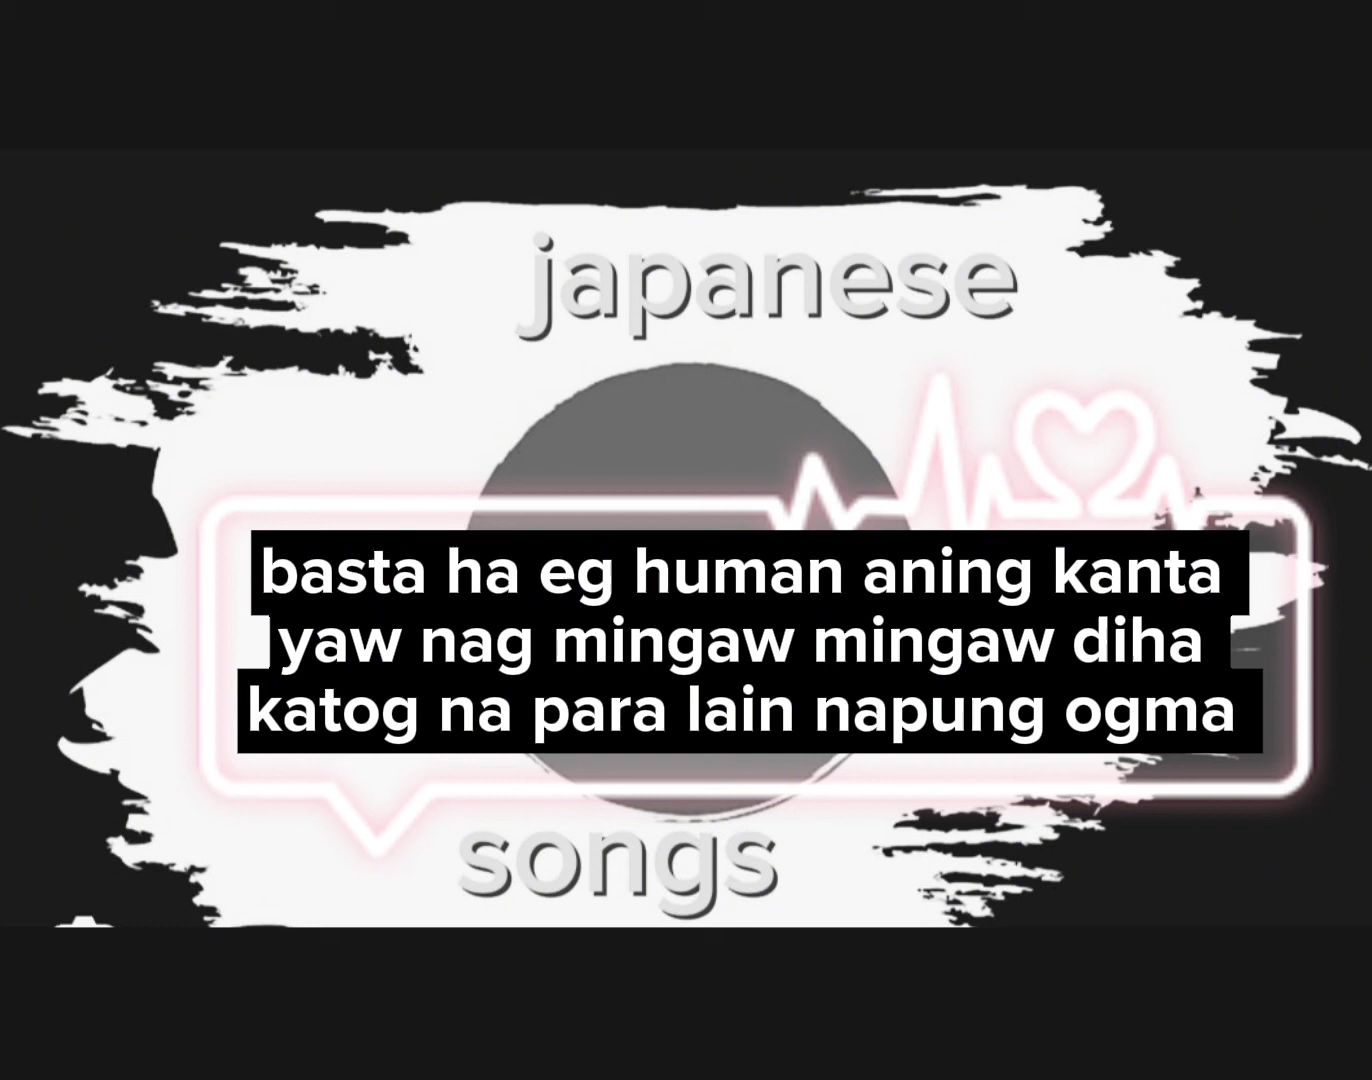 japanese
basta ha eg human aning kanta
yaw nag mingaw mingaw diha
katog na para lain napung ogma
songs